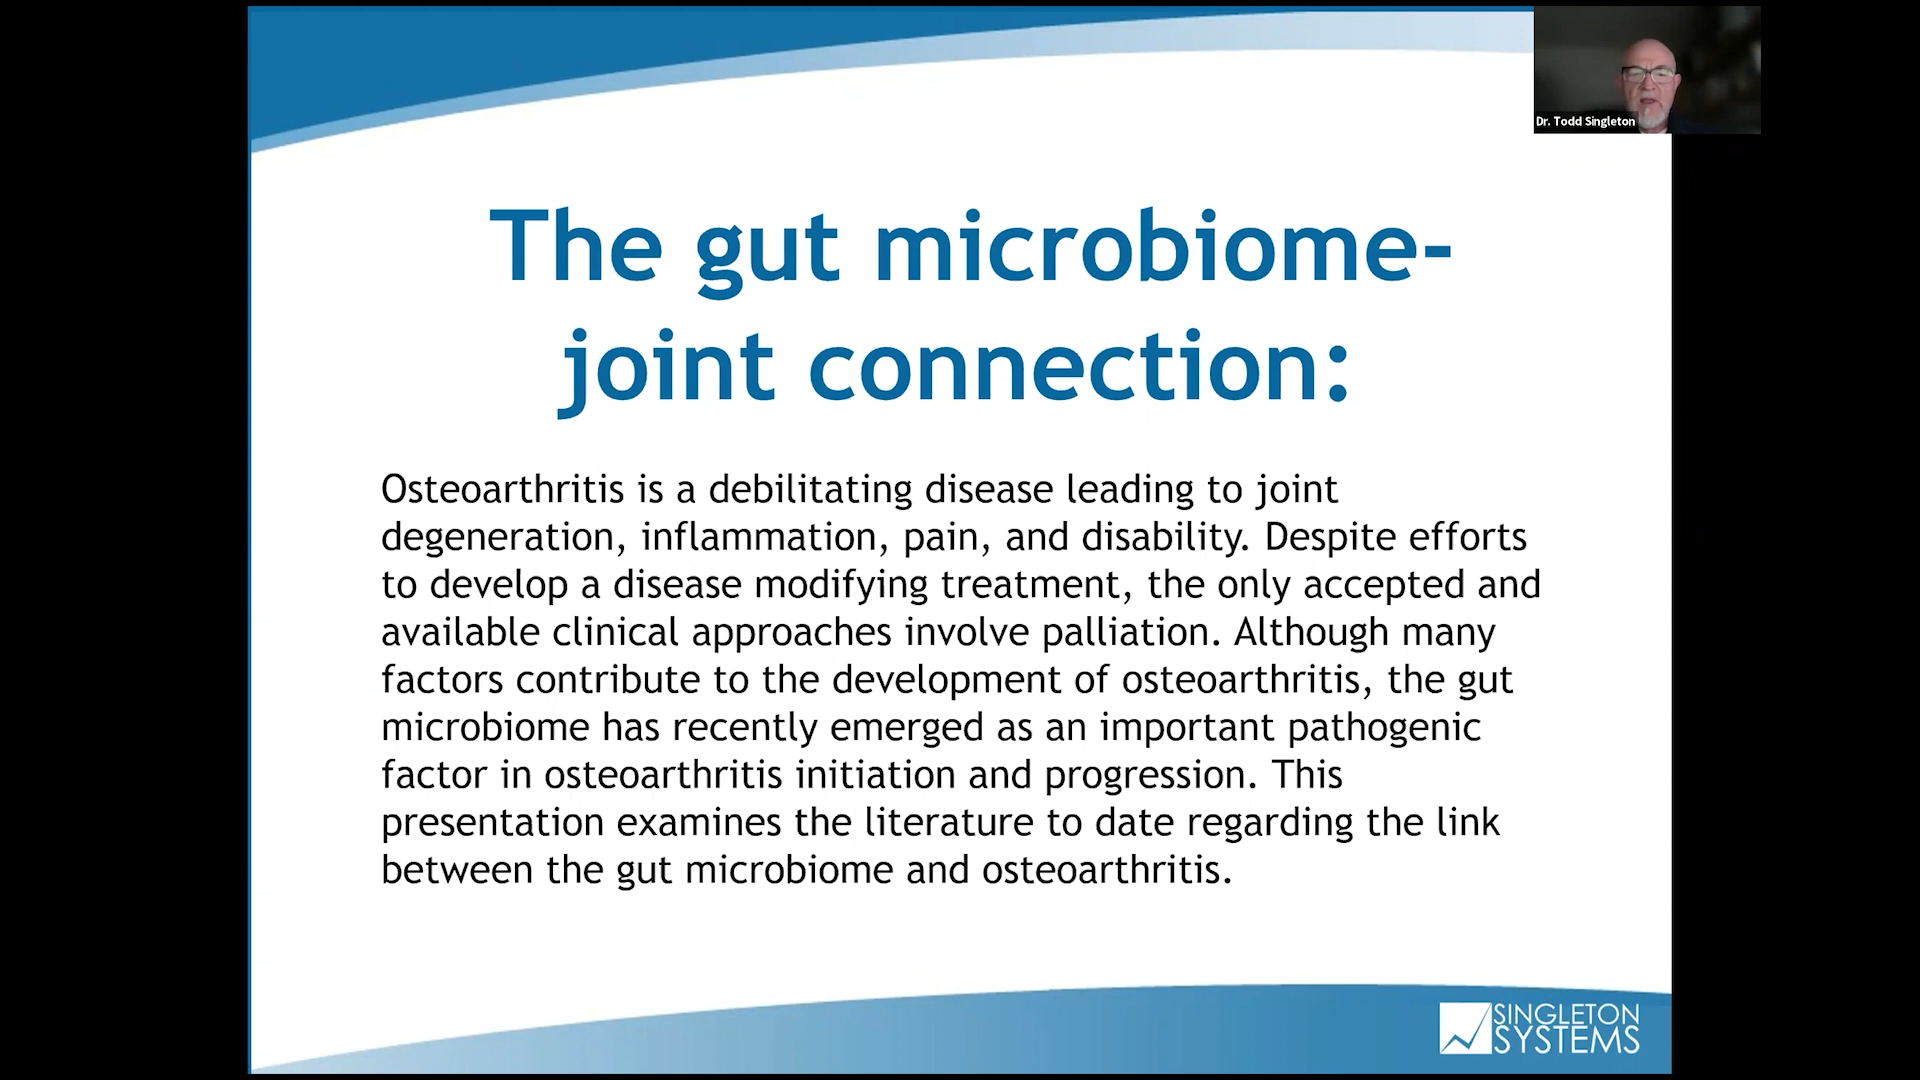 Dr. Todd Singleton
The gut microbiome-
joint connection:
Osteoarthritis is a debilitating disease leading to joint
degeneration, inflammation, pain, and disability. Despite efforts
to develop a disease modifying treatment, the only accepted and
available clinical approaches involve palliation. Although many
factors contribute to the development of osteoarthritis, the gut
microbiome has recently emerged as an important pathogenic
factor in osteoarthritis initiation and progression. This
presentation examines the literature to date regarding the link
between the gut microbiome and osteoarthritis.
SINGLETON
SYSTEMS